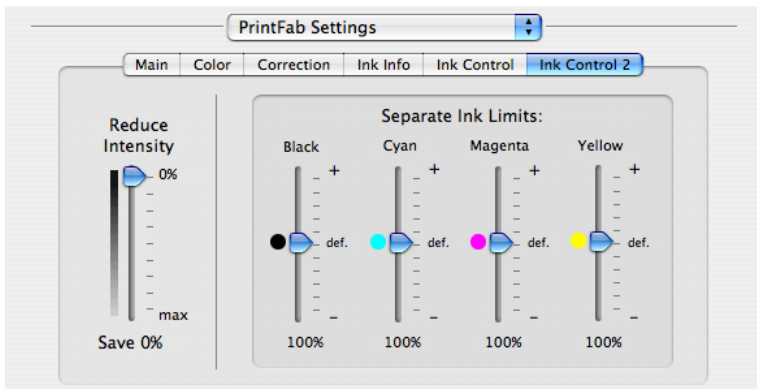 PrintFab Settings
Main Color Correction Ink Info Ink Control Ink Control 2
Reduce
Intensity
0%
max
Save 0%
Separate Ink Limits:
Black Cyan Magenta Yellow
+ + + +
def. def. def. def.
– – – –
100% 100% 100% 100%